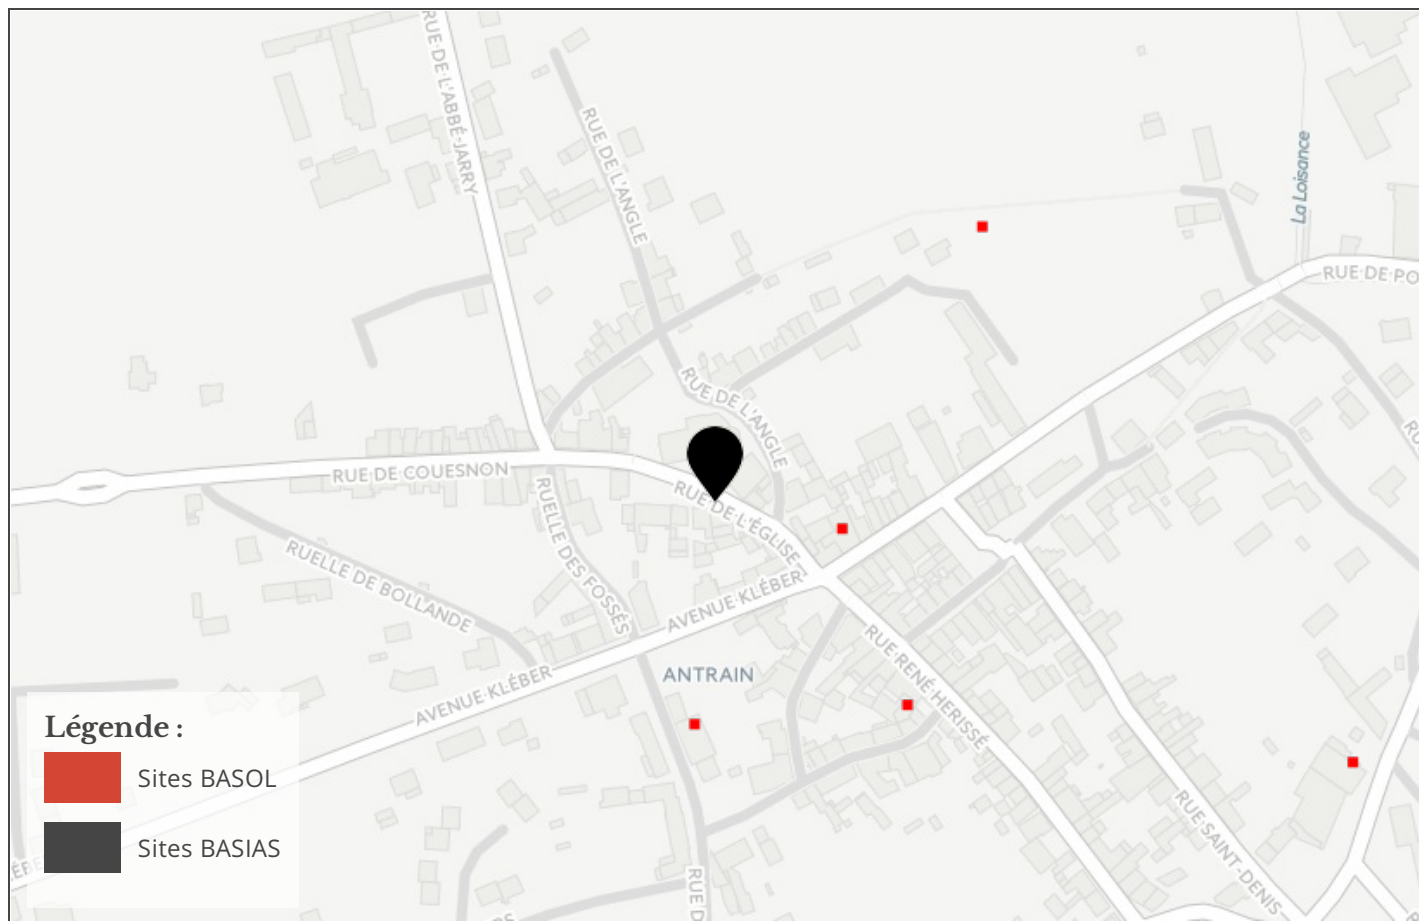 RUE DE L'ABBÉ JARRY
RUE DE L'ANGLE
La Loisance
RUE DE PO
RUE DE L'ANGLE
RUE DE COUESNON
RUE DE L'ÉGLISE
RUELLE DES FOSSÉS
RUELLE DE BOLLANDE
AVENUE KLÉBER
RUE RENÉ HERISSÉ
ANTRAIN
AVENUE KLÉBER
Légende :
Sites BASOL
Sites BASIAS
RUE SAINT-DENIS
RUE D